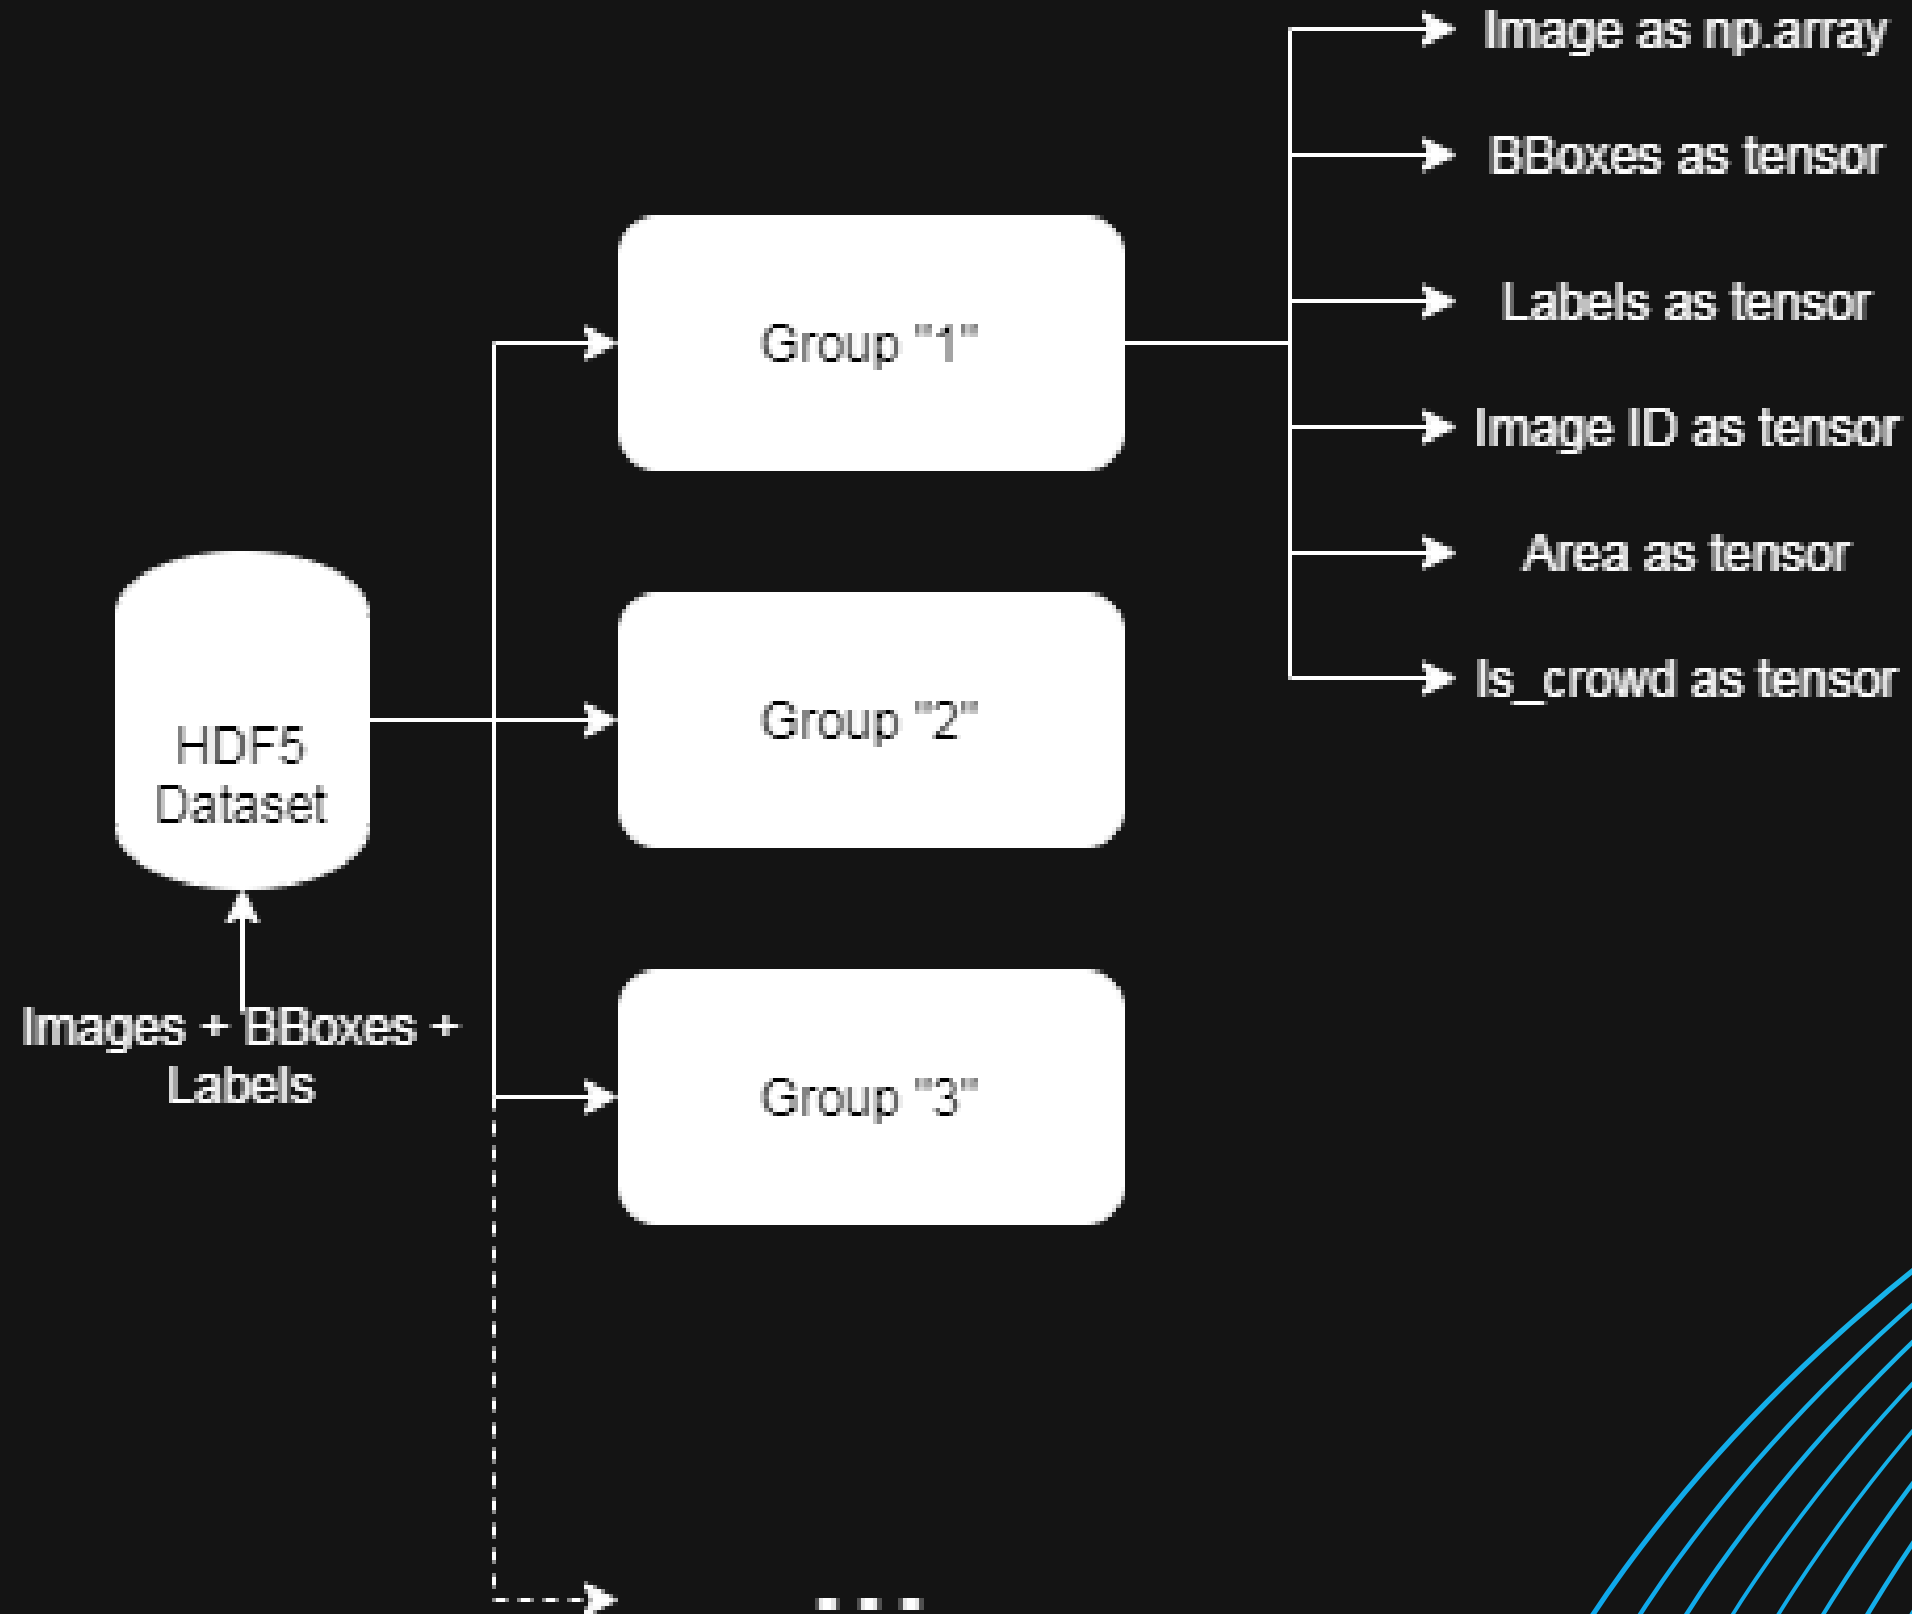 Image as np.array
BBoxes as tensor
Labels as tensor
Image ID as tensor
Area as tensor
Is_crowd as tensor
Group "1"
Group "2"
Group "3"
HDF5
Dataset
Images + BBoxes +
Labels
...